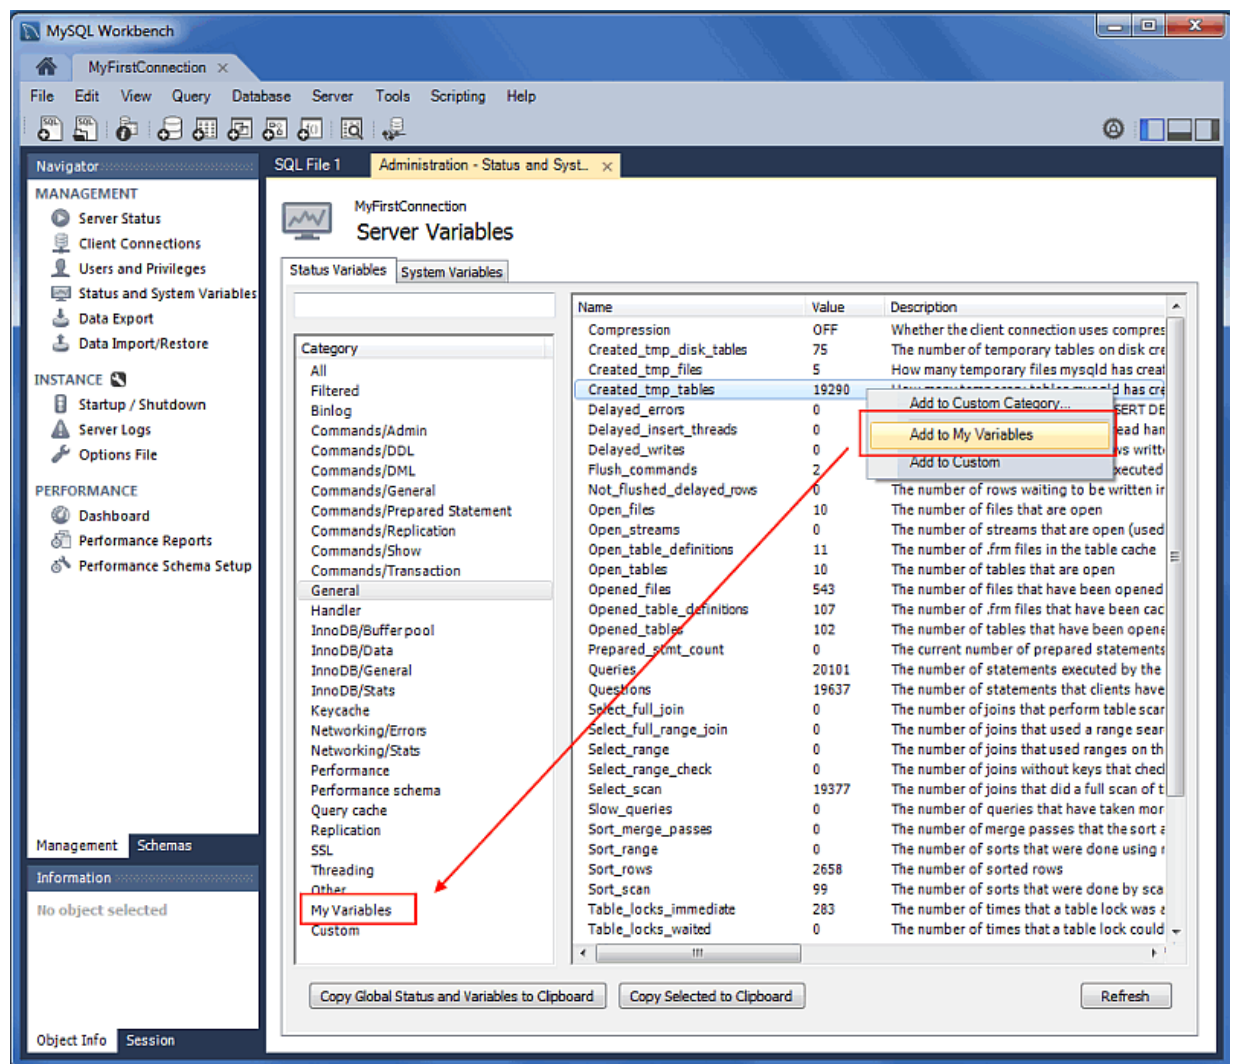 MySQL Workbench
MyFirstConnection
File Edit View Query Database Server Tools Scripting Help
Navigator
MANAGEMENT
Server Status
Client Connections
Users and Privileges
Status and System Variables
Data Export
Data Import/Restore
INSTANCE
Startup / Shutdown
Server Logs
Options File
PERFORMANCE
Dashboard
Performance Reports
Performance Schema Setup
Management Schemas
Information
No object selected
Object Info Session
SQL File 1 Administration - Status and Syst...
MyFirstConnection
Server Variables
Status Variables System Variables
Category
All
Filtered
Binlog
Commands/Admin
Commands/DDL
Commands/DML
Commands/General
Commands/Prepared Statement
Commands/Replication
Commands/Show
Commands/Transaction
General
Handler
InnoDB/Buffer pool
InnoDB/Data
InnoDB/General
InnoDB/Stats
Keycache
Networking/Errors
Networking/Stats
Performance
Performance schema
Query cache
Replication
SSL
Threading
Other
My Variables
Custom
Name Value Description
Compression OFF Whether the client connection uses compres
Created_tmp_disk_tables 75 The number of temporary tables on disk cre
Created_tmp_files 5 How many temporary files mysqld has creat
Created_tmp_tables 19290 How many temporary tables mysqld has cre
Delayed_errors 0 SERT DE
Delayed_insert_threads 0 ead han
Delayed_writes 0 ws writt
Flush_commands 2 xecuted
Not_flushed_delayed_rows 0 The number of rows waiting to be written in
Open_files 10 The number of files that are open
Open_streams 0 The number of streams that are open (used
Open_table_definitions 11 The number of .frm files in the table cache
Open_tables 10 The number of tables that are open
Opened_files 543 The number of files that have been opened
Opened_table_definitions 107 The number of .frm files that have been cac
Opened_tables 102 The number of tables that have been opene
Prepared_stmt_count 0 The current number of prepared statements
Queries 20101 The number of statements executed by the
Questions 19637 The number of statements that clients have
Select_full_join 0 The number of joins that perform table scar
Select_full_range_join 0 The number of joins that used a range sear
Select_range 0 The number of joins that used ranges on th
Select_range_check 0 The number of joins without keys that chec
Select_scan 19377 The number of joins that did a full scan of t
Slow_queries 0 The number of queries that have taken mor
Sort_merge_passes 0 The number of merge passes that the sort a
Sort_range 0 The number of sorts that were done using r
Sort_rows 2658 The number of sorted rows
Sort_scan 99 The number of sorts that were done by sca
Table_locks_immediate 283 The number of times that a table lock was a
Table_locks_waited 0 The number of times that a table lock could
Add to Custom Category...
Add to My Variables
Add to Custom
Copy Global Status and Variables to Clipboard Copy Selected to Clipboard Refresh